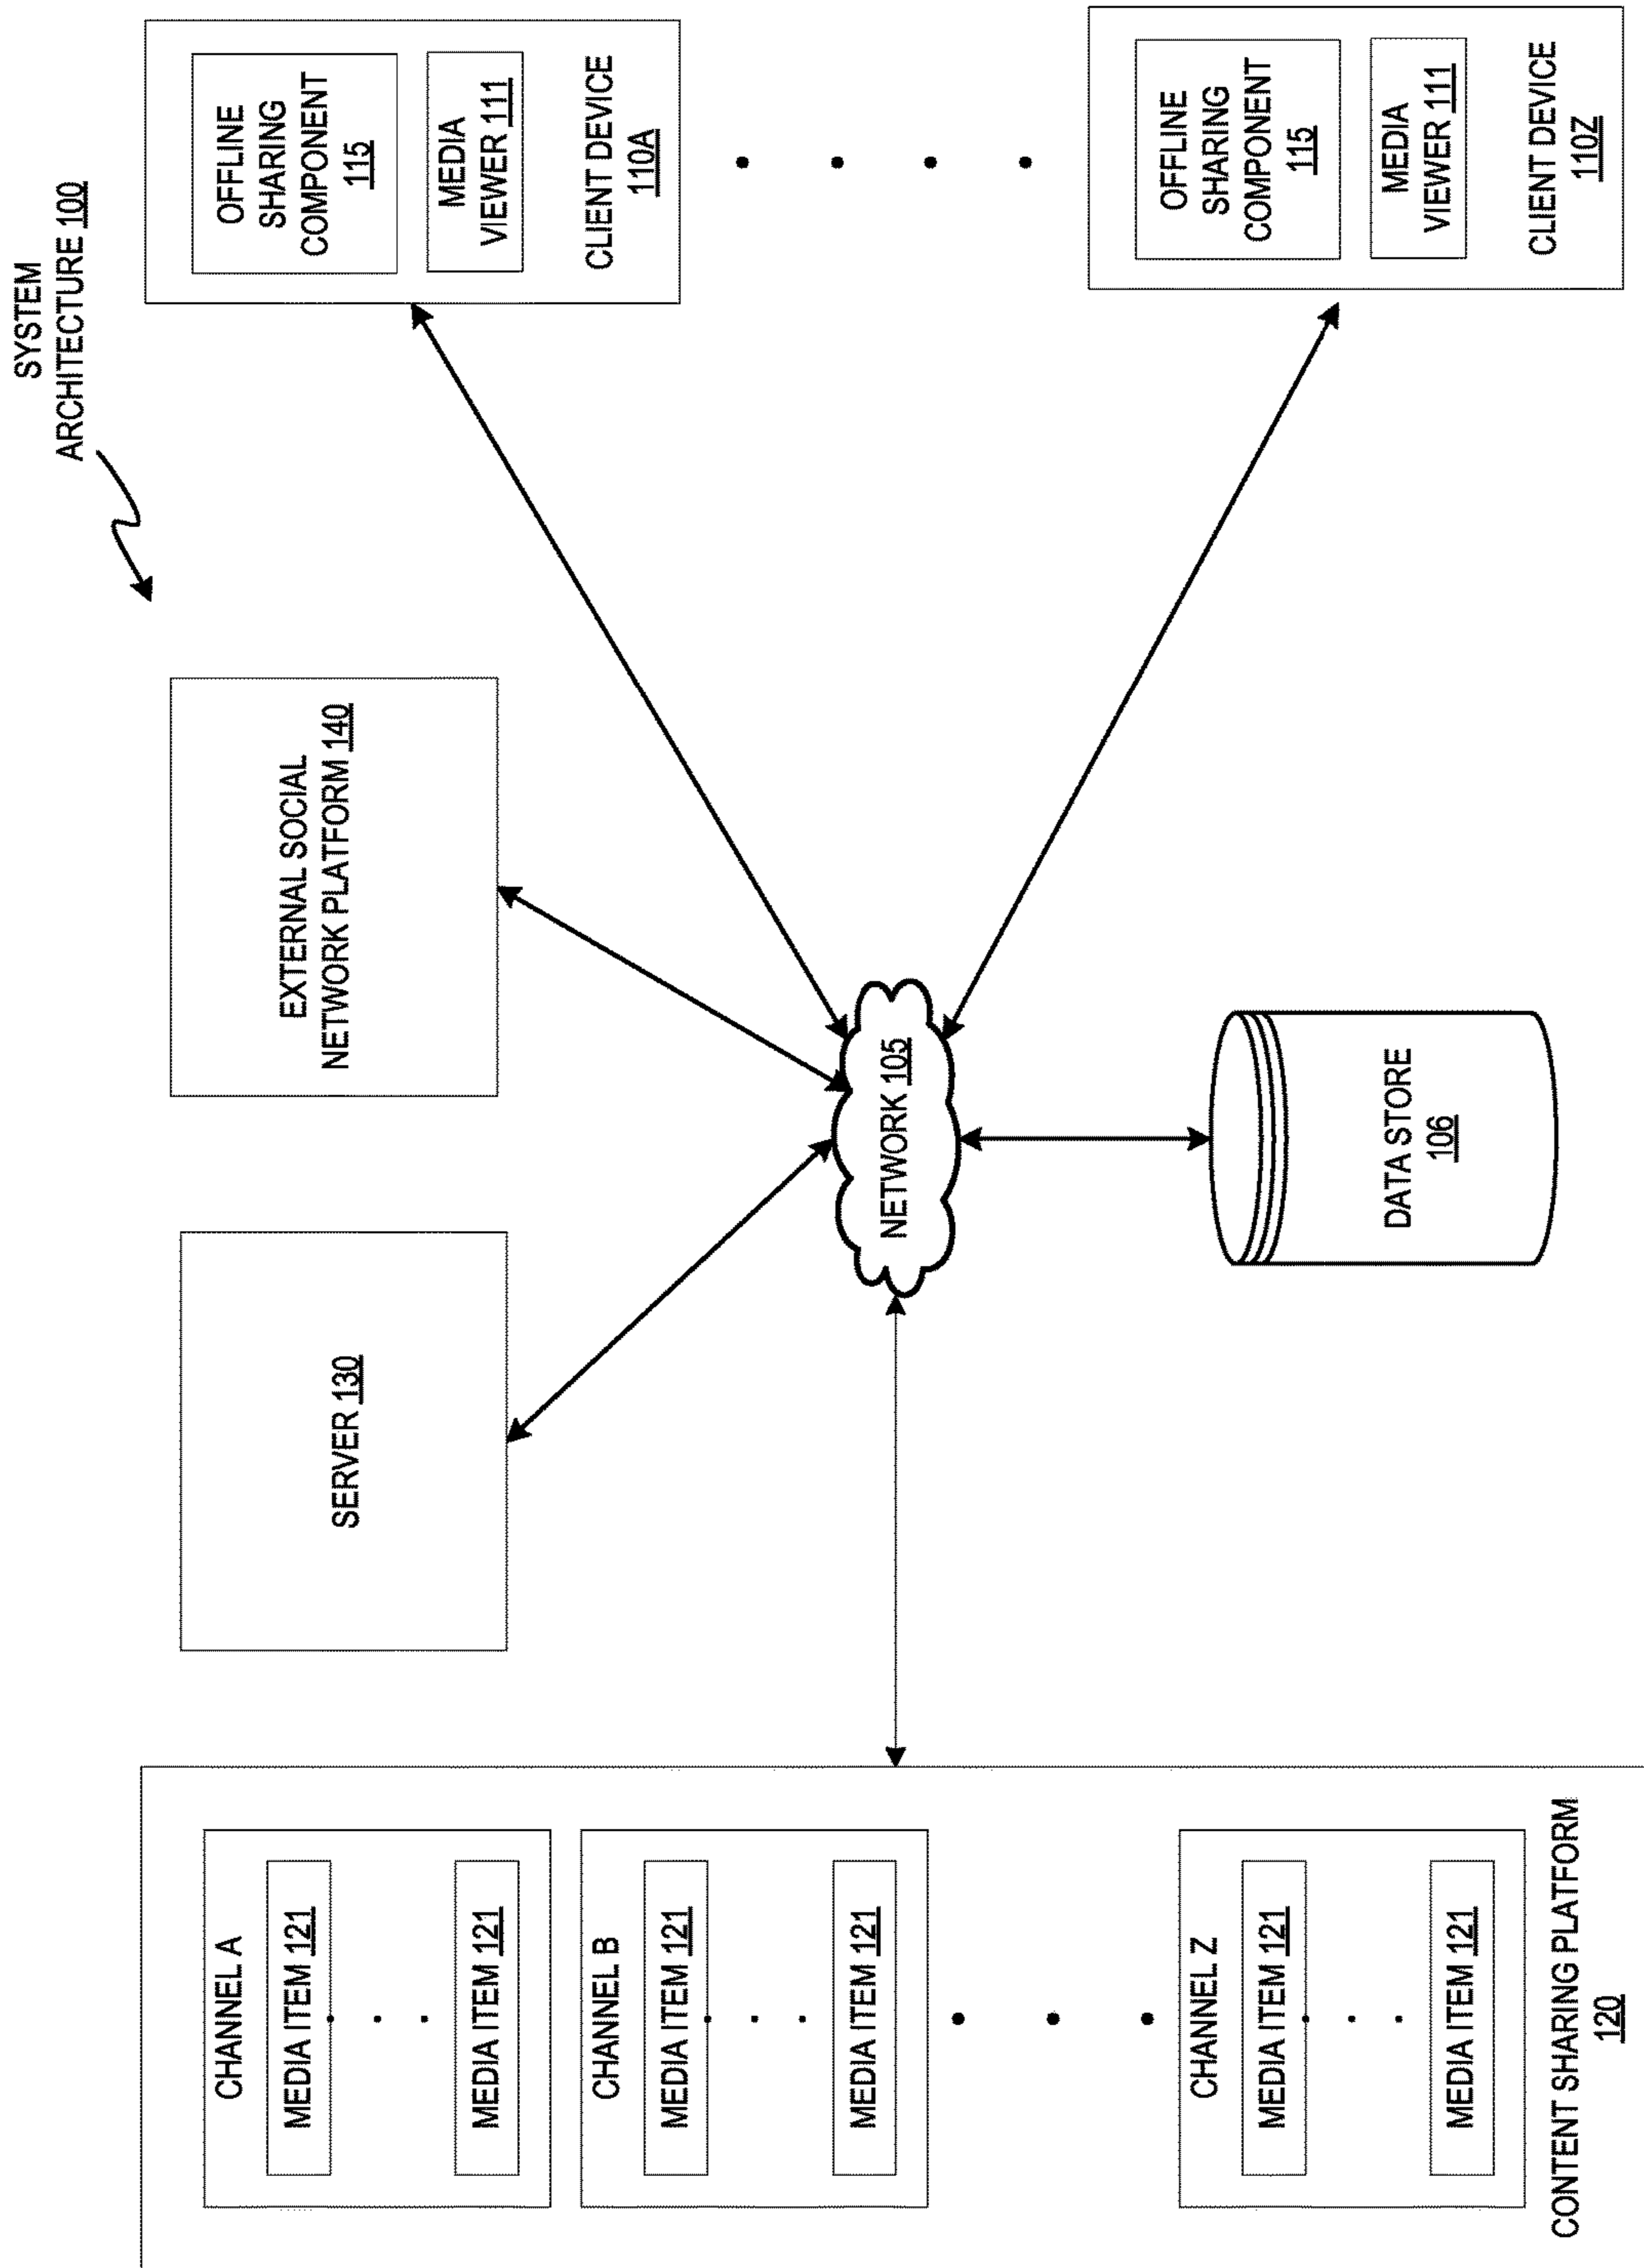 SYSTEM
ARCHITECTURE 100
CHANNEL A
MEDIA ITEM 121
MEDIA ITEM 121
CHANNEL B
MEDIA ITEM 121
MEDIA ITEM 121
CHANNEL Z
MEDIA ITEM 121
MEDIA ITEM 121
CONTENT SHARING PLATFORM
120
SERVER 130
EXTERNAL SOCIAL
NETWORK PLATFORM 140
NETWORK 105
DATA STORE
106
OFFLINE
SHARING
COMPONENT
115
MEDIA
VIEWER 111
CLIENT DEVICE
110A
OFFLINE
SHARING
COMPONENT
115
MEDIA
VIEWER 111
CLIENT DEVICE
110Z